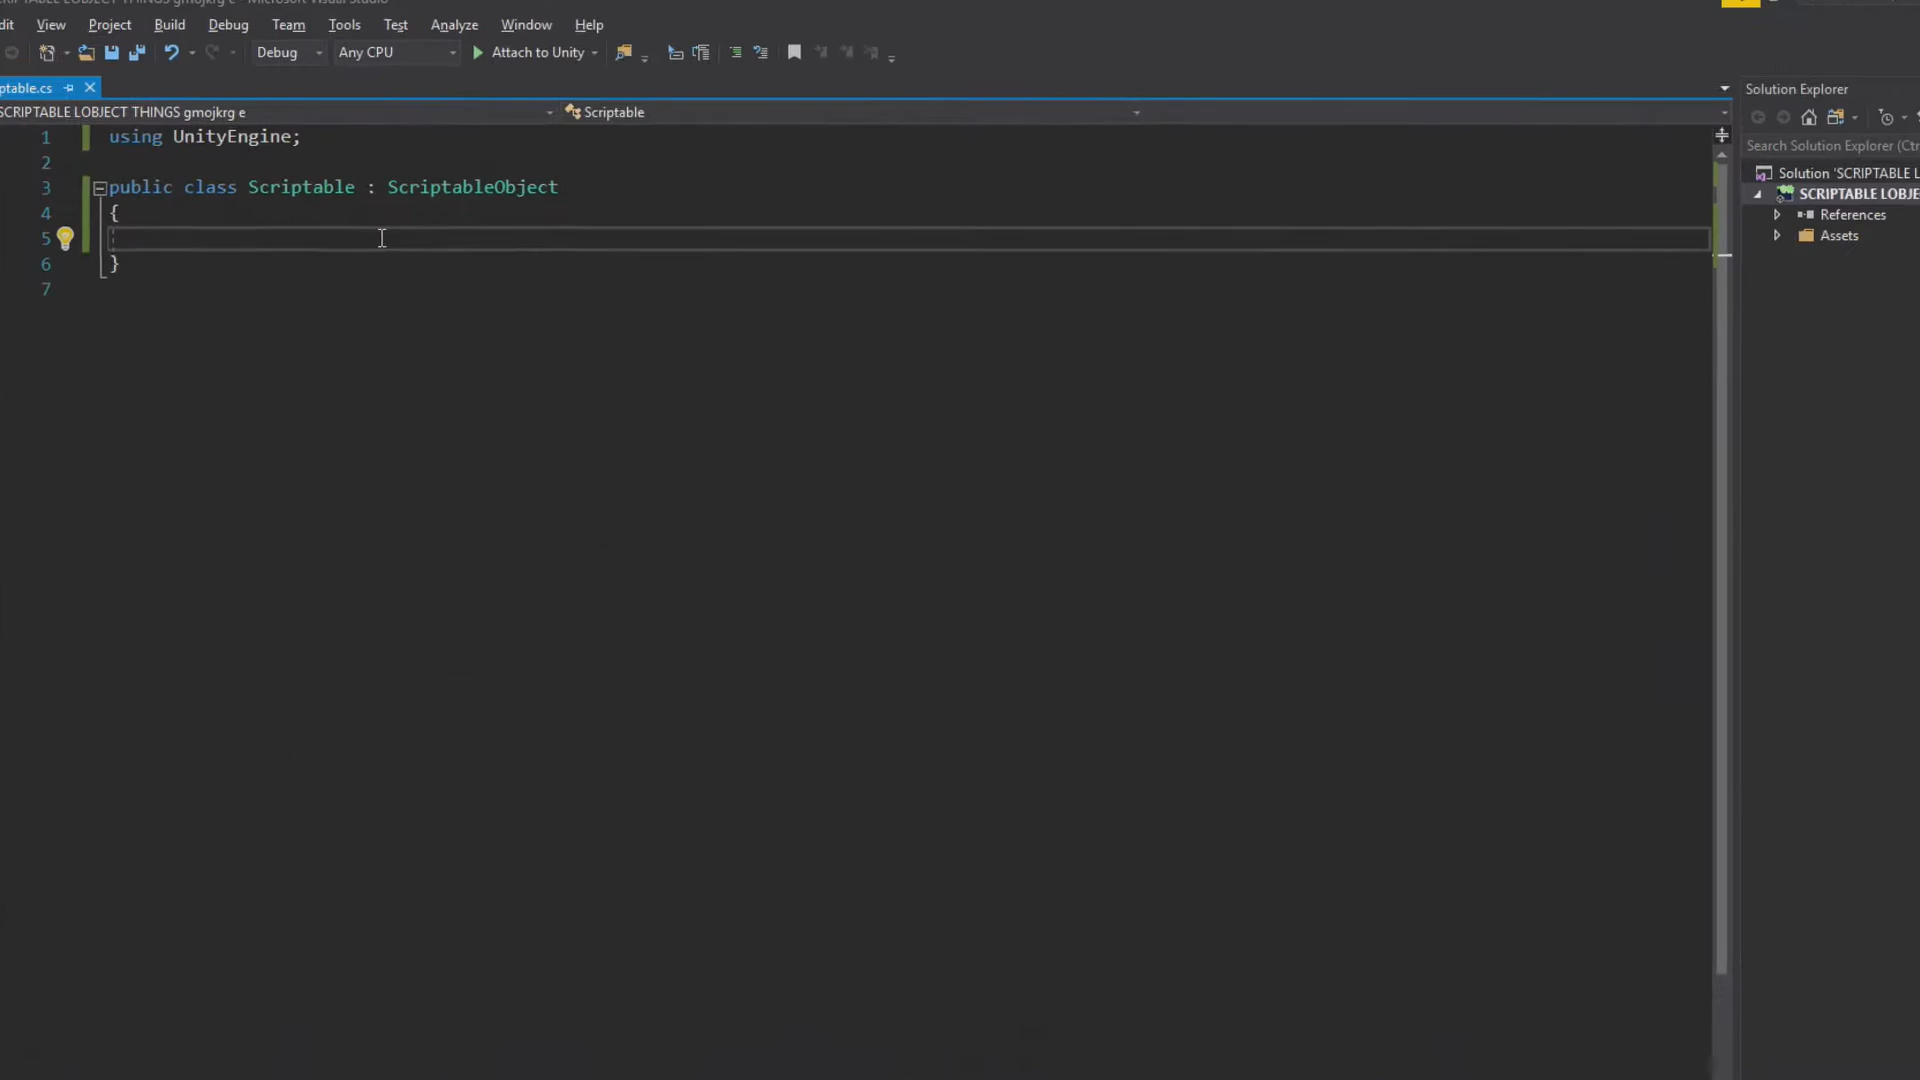 View Project Build Debug Team Tools Test Analyze Window Help
Debug Any CPU Attach to Unity
ptable.cs
SCRIPTABLE LOBJECT THINGS gmojkrg e Scriptable
1 using UnityEngine;
2
3 public class Scriptable : ScriptableObject
4 {
5
6 }
7
Solution Explorer
Search Solution Explorer (Ctr
Solution 'SCRIPTABLE L
SCRIPTABLE LOBJE
References
Assets